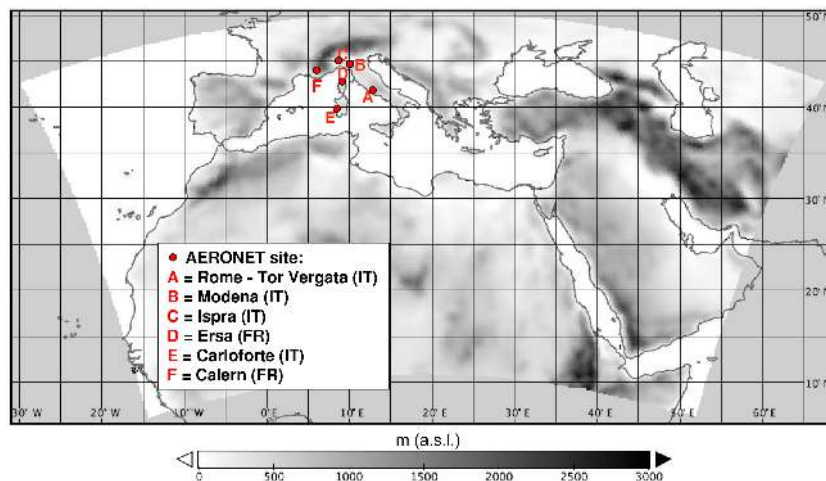 50° N
C
B
F
D
A
E
40° N
30° N
AERONET site:
A = Rome - Tor Vergata (IT)
B = Modena (IT)
C = Ispra (IT)
D = Ersa (FR)
E = Carloforte (IT)
F = Calern (FR)
20° N
10° N
30° W 20° W 10° W 0° E 10° E 20° E 30° E 40° E 50° E 60° E
m (a.s.l.)
0 500 1000 1500 2000 2500 3000